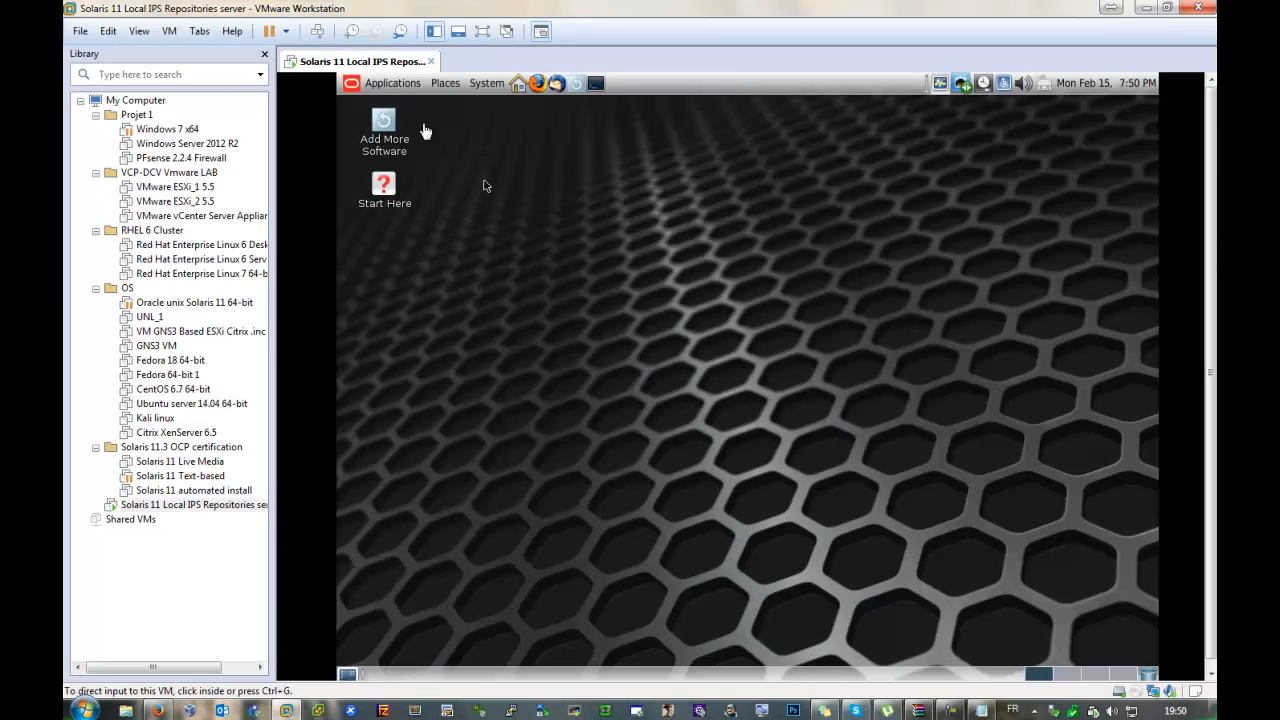 Solaris 11 Local IPS Repositories server - VMware Workstation
File Edit View VM Tabs Help
Library
Type here to search
My Computer
Projet 1
Windows 7 x64
Windows Server 2012 R2
PFsense 2.2.4 Firewall
VCP-DCV Vmware LAB
VMware ESXi_1 5.5
VMware ESXi_2 5.5
VMware vCenter Server Applian
RHEL 6 Cluster
Red Hat Enterprise Linux 6 Desk
Red Hat Enterprise Linux 6 Serv
Red Hat Enterprise Linux 7 64-b
OS
Oracle unix Solaris 11 64-bit
UNL_1
VM GNS3 Based ESXi Citrix .inc
GNS3 VM
Fedora 18 64-bit
Fedora 64-bit 1
CentOS 6.7 64-bit
Ubuntu server 14.04 64-bit
Kali linux
Citrix XenServer 6.5
Solaris 11.3 OCP certification
Solaris 11 Live Media
Solaris 11 Text-based
Solaris 11 automated install
Solaris 11 Local IPS Repositories ser
Shared VMs
Solaris 11 Local IPS Repos...
Applications Places System
Mon Feb 15, 7:50 PM
Add More
Software
Start Here
To direct input to this VM, click inside or press Ctrl+G.
FR
19:50